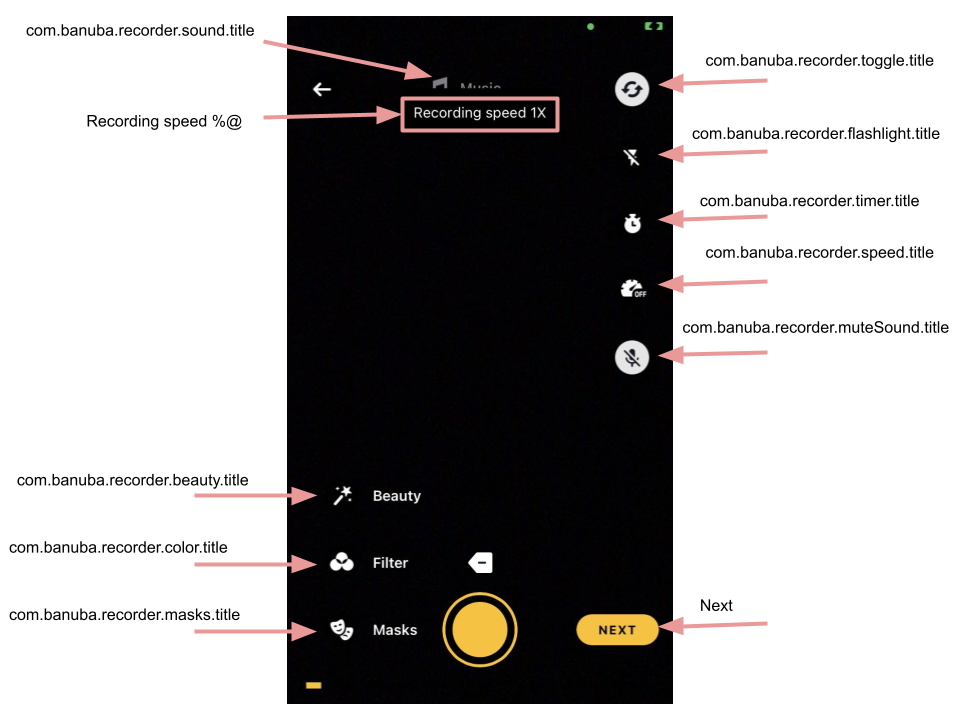 com.banuba.recorder.sound.title
com.banuba.recorder.toggle.title
Music
Recording speed %@
Recording speed 1X
com.banuba.recorder.flashlight.title
com.banuba.recorder.timer.title
com.banuba.recorder.speed.title
OFF
com.banuba.recorder.muteSound.title
com.banuba.recorder.beauty.title
Beauty
com.banuba.recorder.color.title
Filter
com.banuba.recorder.masks.title
Masks
Next
NEXT